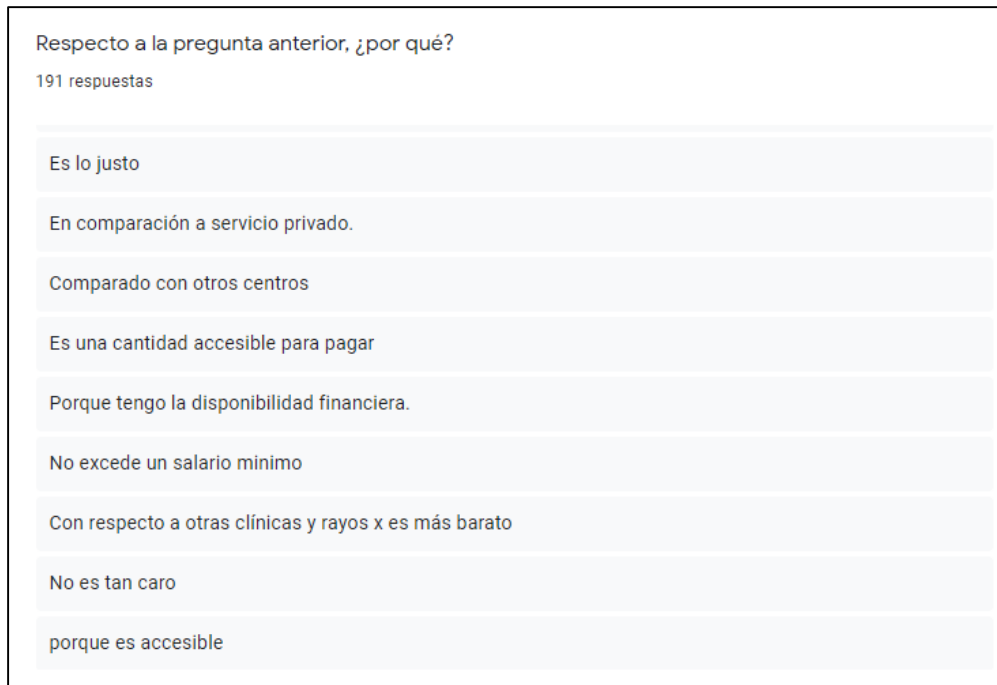 Respecto a la pregunta anterior, ¿por qué?
191 respuestas
Es lo justo
En comparación a servicio privado.
Comparado con otros centros
Es una cantidad accesible para pagar
Porque tengo la disponibilidad financiera.
No excede un salario minimo
Con respecto a otras clínicas y rayos x es más barato
No es tan caro
porque es accesible